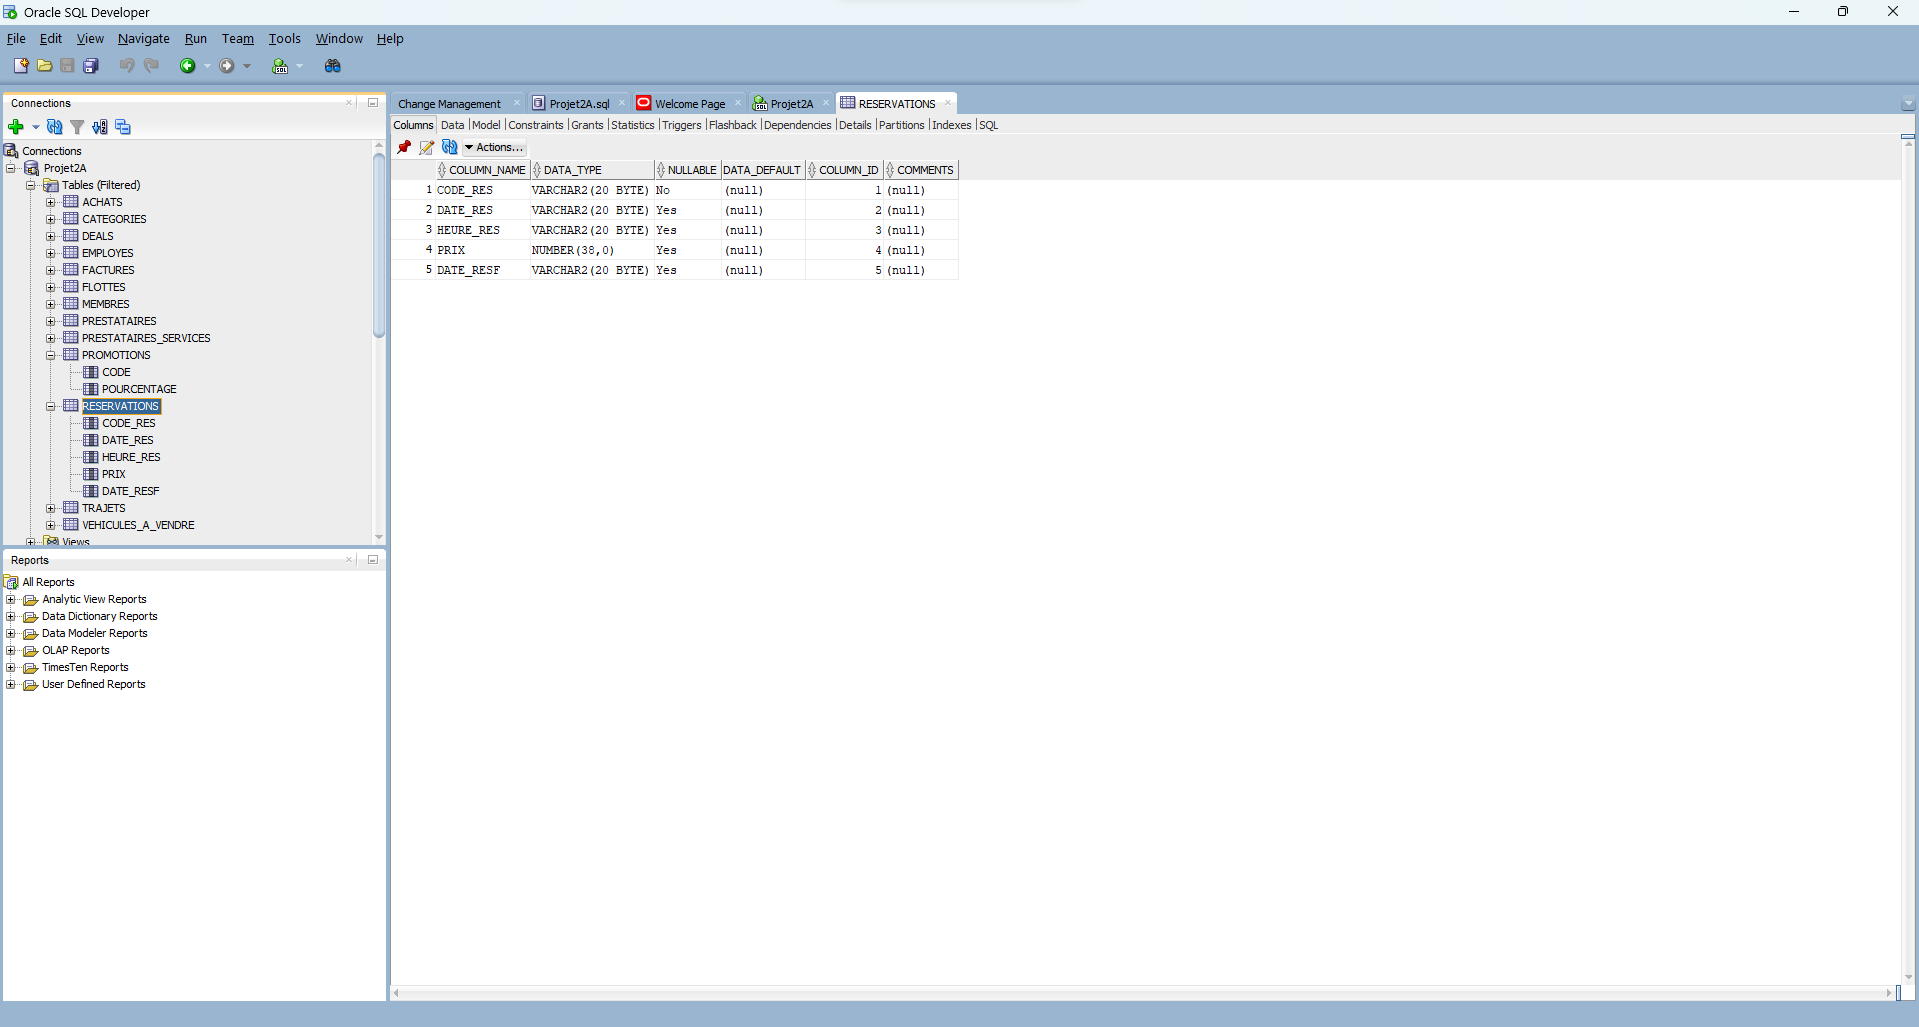 Oracle SQL Developer
File Edit View Navigate Run Team Tools Window Help
Connections
Connections
Projet2A
Tables (Filtered)
ACHATS
CATEGORIES
DEALS
EMPLOYES
FACTURES
FLOTTES
MEMBRES
PRESTATAIRES
PRESTATAIRES_SERVICES
PROMOTIONS
CODE
POURCENTAGE
RESERVATIONS
CODE_RES
DATE_RES
HEURE_RES
PRIX
DATE_RESF
TRAJETS
VEHICULES_A_VENDRE
Views
Reports
All Reports
Analytic View Reports
Data Dictionary Reports
Data Modeler Reports
OLAP Reports
TimesTen Reports
User Defined Reports
Change Management Projet2A.sql Welcome Page Projet2A RESERVATIONS
Columns Data Model Constraints Grants Statistics Triggers Flashback Dependencies Details Partitions Indexes SQL
Actions...
COLUMN_NAME DATA_TYPE NULLABLE DATA_DEFAULT COLUMN_ID COMMENTS
1 CODE_RES VARCHAR2(20 BYTE) No (null) 1 (null)
2 DATE_RES VARCHAR2(20 BYTE) Yes (null) 2 (null)
3 HEURE_RES VARCHAR2(20 BYTE) Yes (null) 3 (null)
4 PRIX NUMBER(38,0) Yes (null) 4 (null)
5 DATE_RESF VARCHAR2(20 BYTE) Yes (null) 5 (null)